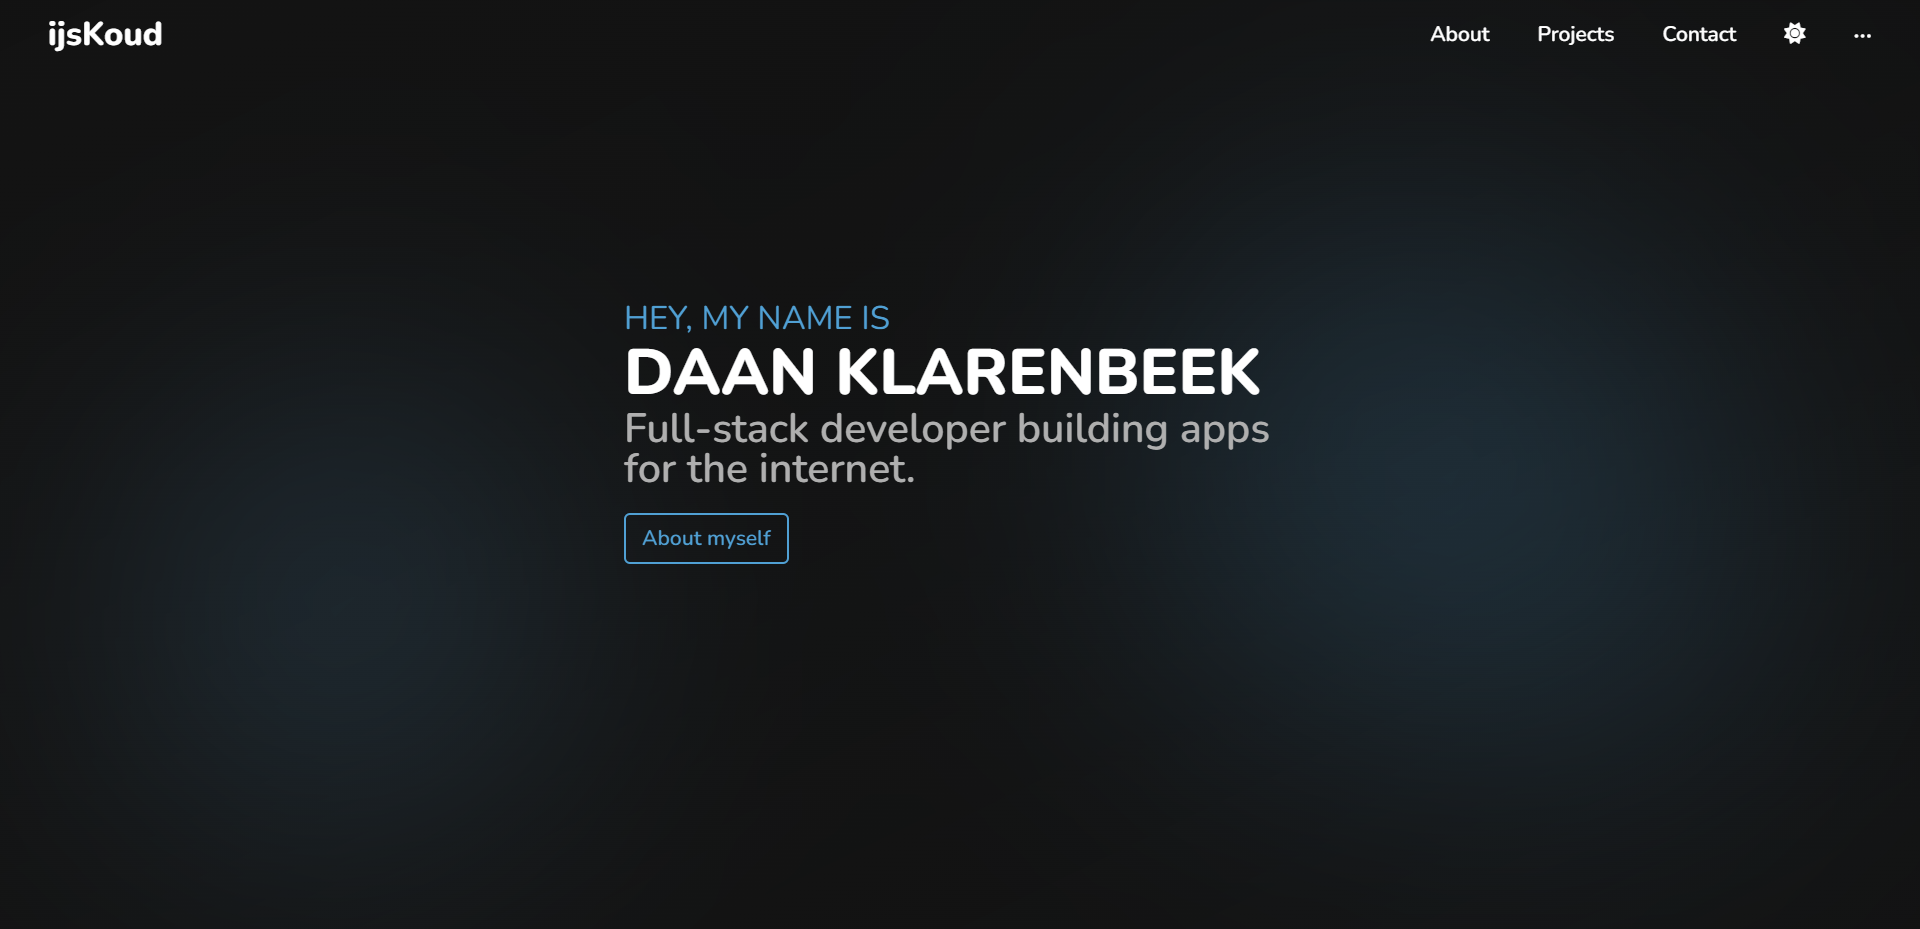 ijsKoud
About
Projects
Contact
...
HEY, MY NAME IS
DAAN KLARENBEEK
Full-stack developer building apps
for the internet.
About myself